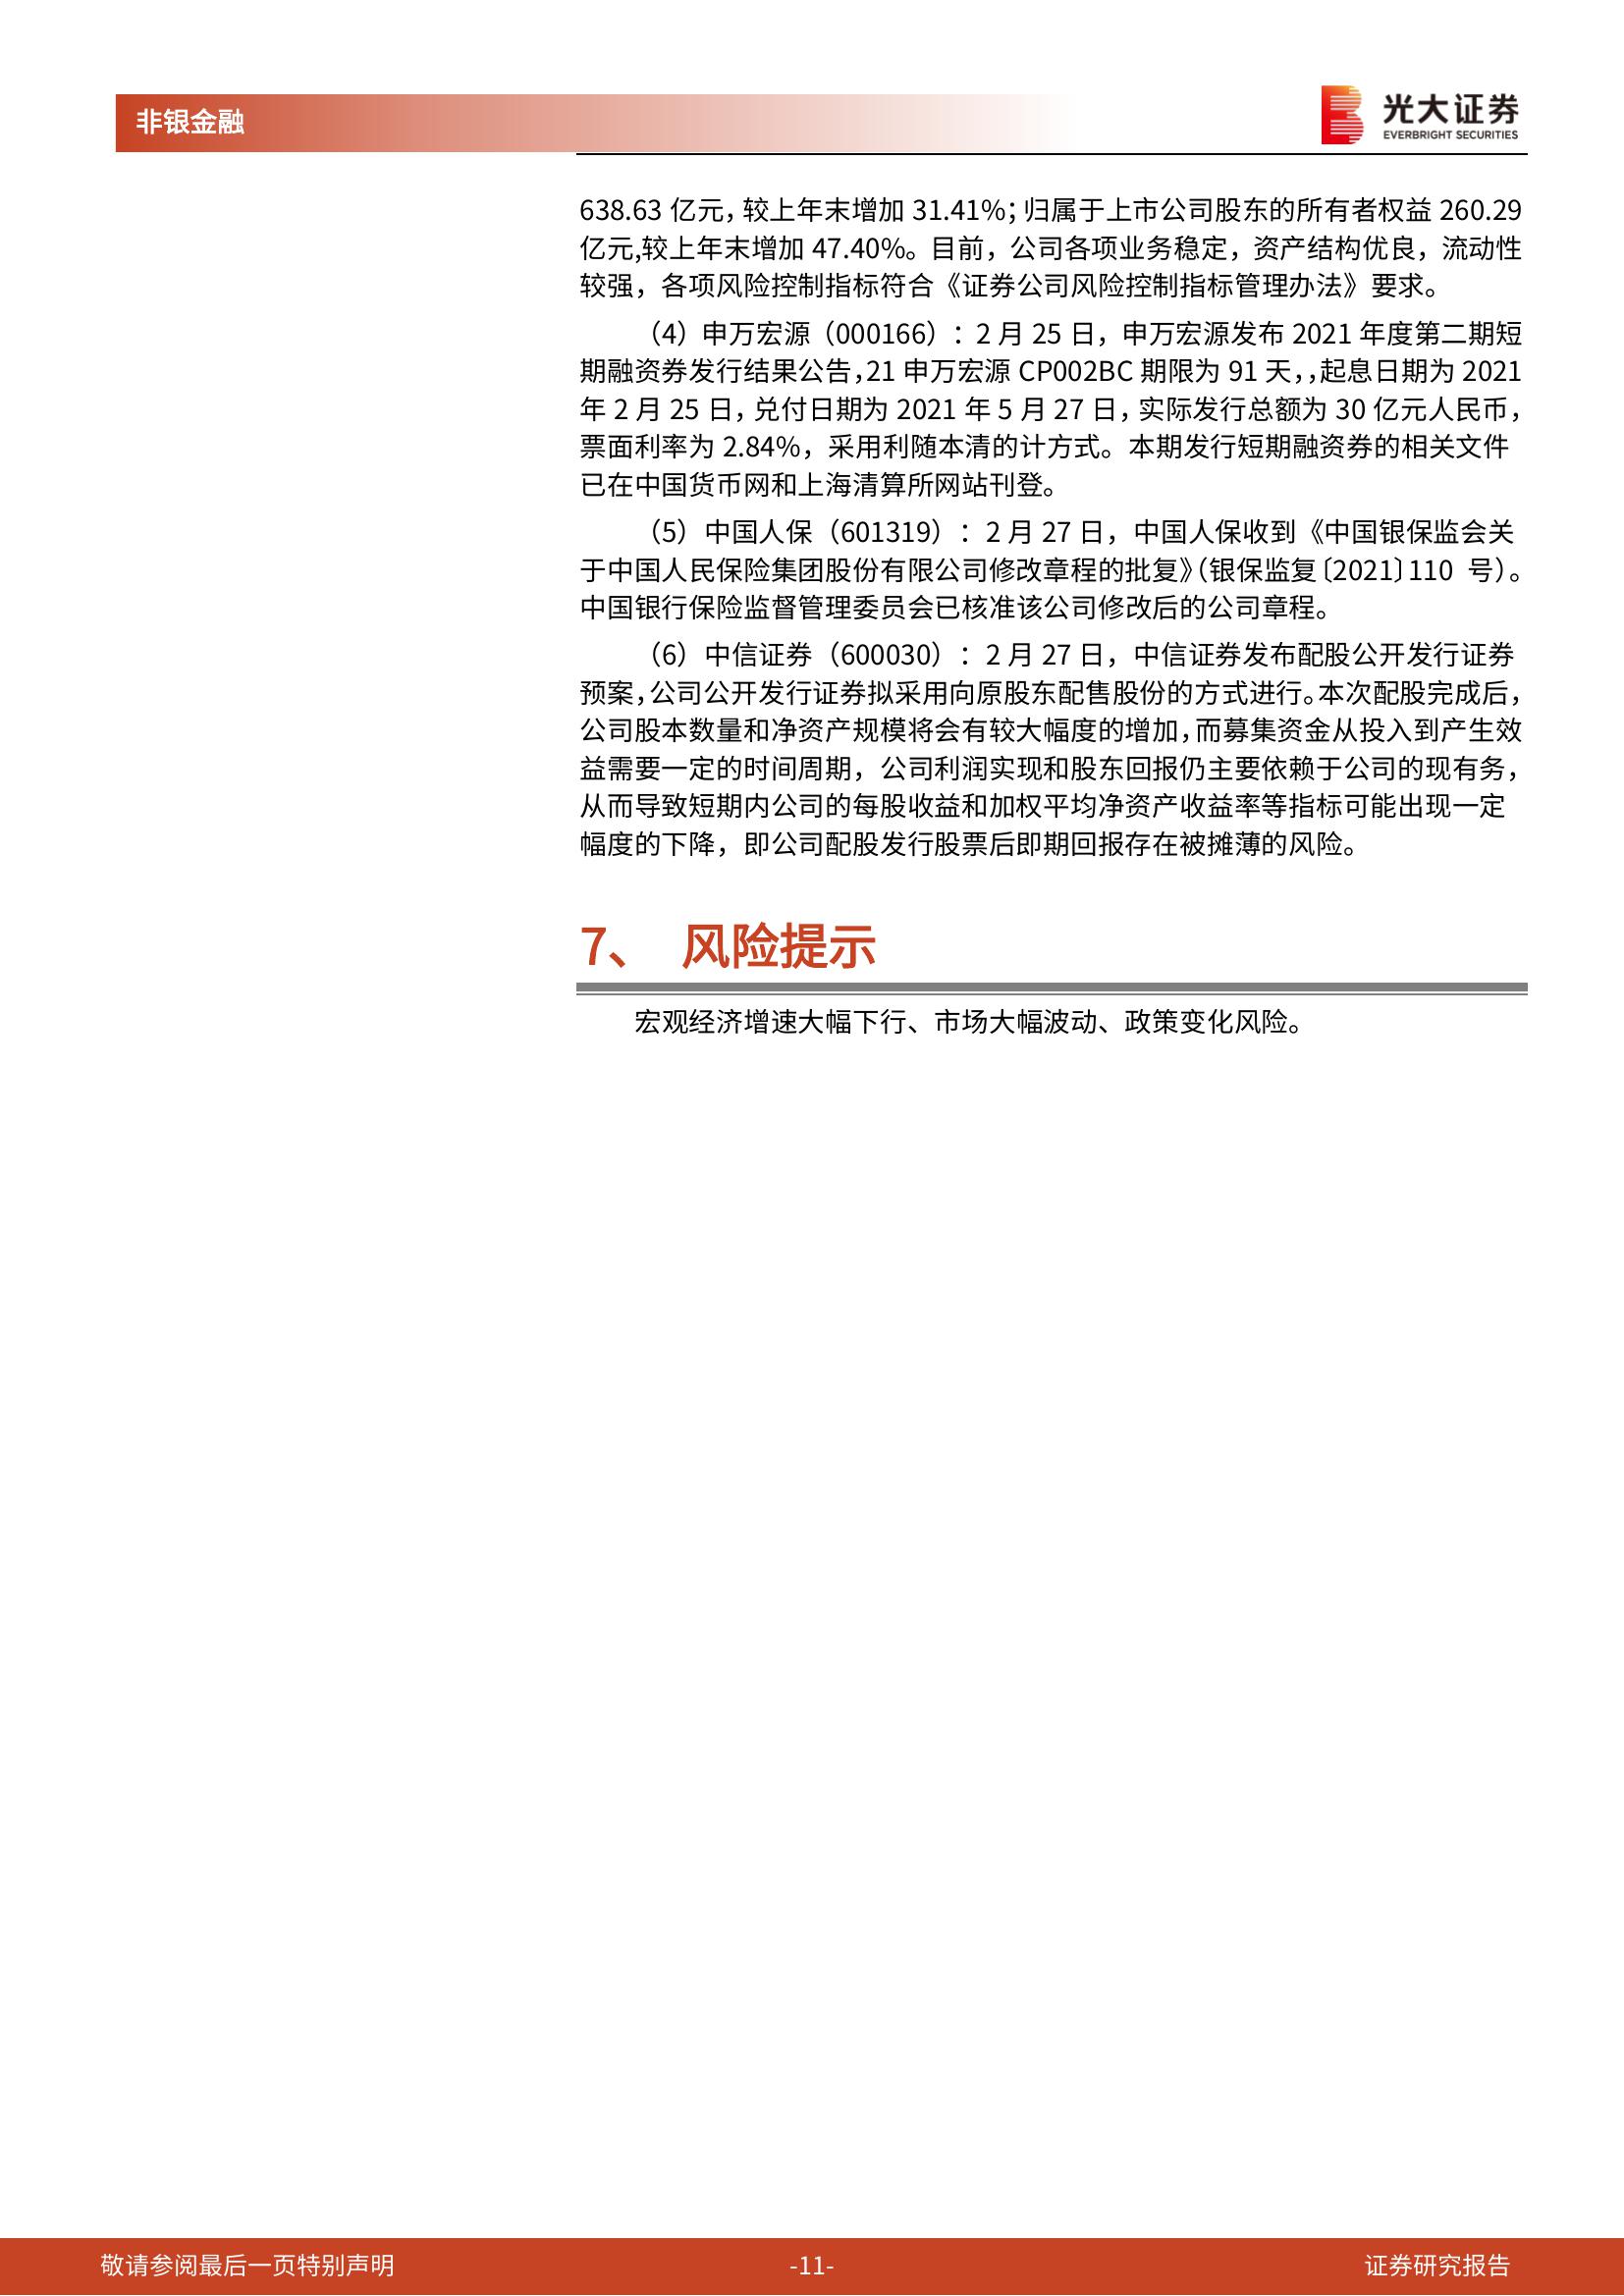 非银金融
光大证券
EVERBRIGHT SECURITIES
638.63 亿元，较上年末增加 31.41%；归属于上市公司股东的所有者权益 260.29
亿元,较上年末增加 47.40%。目前，公司各项业务稳定，资产结构优良，流动性
较强，各项风险控制指标符合《证券公司风险控制指标管理办法》要求。
（4）申万宏源（000166）：2 月 25 日，申万宏源发布 2021 年度第二期短
期融资券发行结果公告，21 申万宏源 CP002BC 期限为 91 天，，起息日期为 2021
年 2 月 25 日，兑付日期为 2021 年 5 月 27 日，实际发行总额为 30 亿元人民币，
票面利率为 2.84%，采用利随本清的计方式。本期发行短期融资券的相关文件
已在中国货币网和上海清算所网站刊登。
（5）中国人保（601319）：2 月 27 日，中国人保收到《中国银保监会关
于中国人民保险集团股份有限公司修改章程的批复》（银保监复〔2021〕110 号）。
中国银行保险监督管理委员会已核准该公司修改后的公司章程。
（6）中信证券（600030）：2 月 27 日，中信证券发布配股公开发行证券
预案，公司公开发行证券拟采用向原股东配售股份的方式进行。本次配股完成后，
公司股本数量和净资产规模将会有较大幅度的增加，而募集资金从投入到产生效
益需要一定的时间周期，公司利润实现和股东回报仍主要依赖于公司的现有务，
从而导致短期内公司的每股收益和加权平均净资产收益率等指标可能出现一定
幅度的下降，即公司配股发行股票后即期回报存在被摊薄的风险。
7、 风险提示
宏观经济增速大幅下行、市场大幅波动、政策变化风险。
敬请参阅最后一页特别声明
-11-
证券研究报告